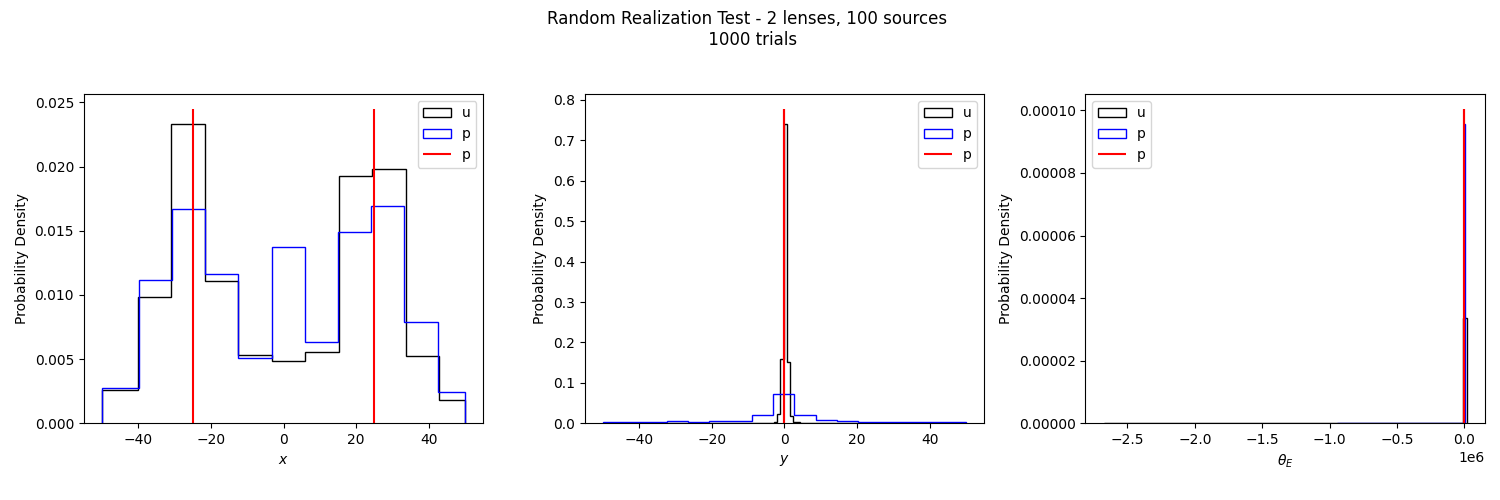 Random Realization Test - 2 lenses, 100 sources
1000 trials
Probability Density
0.025
0.020
0.015
0.010
0.005
0.000
−40
−20
0
20
40
x
u
p
p
Probability Density
0.8
0.7
0.6
0.5
0.4
0.3
0.2
0.1
0.0
−40
−20
0
20
40
y
u
p
p
Probability Density
0.00010
0.00008
0.00006
0.00004
0.00002
0.00000
−2.5
−2.0
−1.5
−1.0
−0.5
0.0
1e6
θ_E
u
p
p